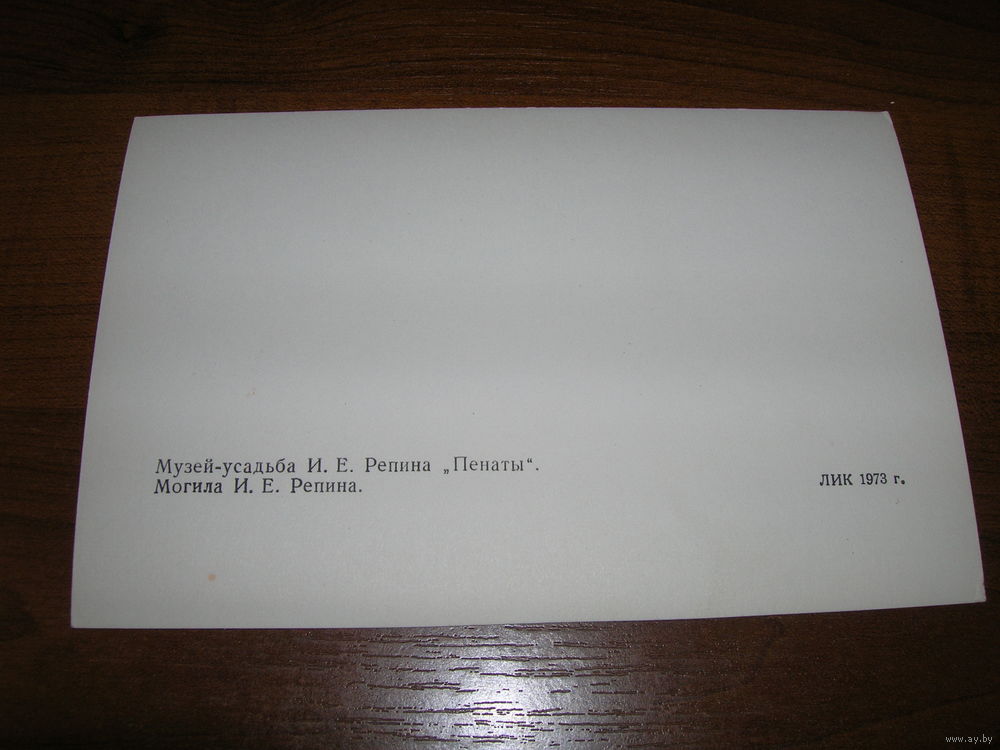 Музей-усадьба И. Е. Репина „Пенаты“.
Могила И. Е. Репина.
ЛИК 1973 г.
www.ay.by